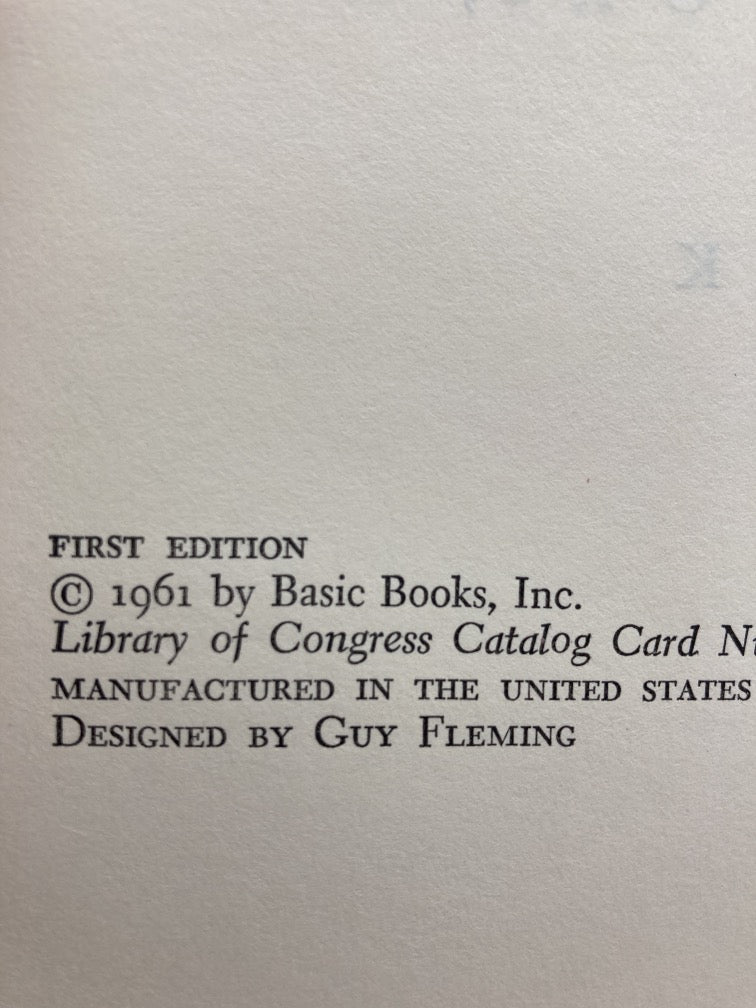 FIRST EDITION
© 1961 by Basic Books, Inc.
Library of Congress Catalog Card
MANUFACTURED IN THE UNITED STATES
DESIGNED BY GUY FLEMING